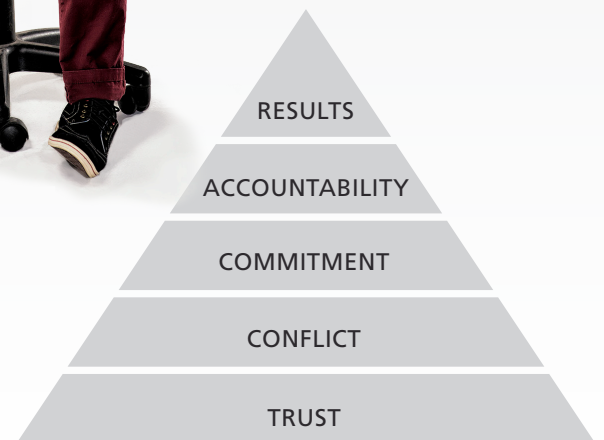 RESULTS
ACCOUNTABILITY
COMMITMENT
CONFLICT
TRUST